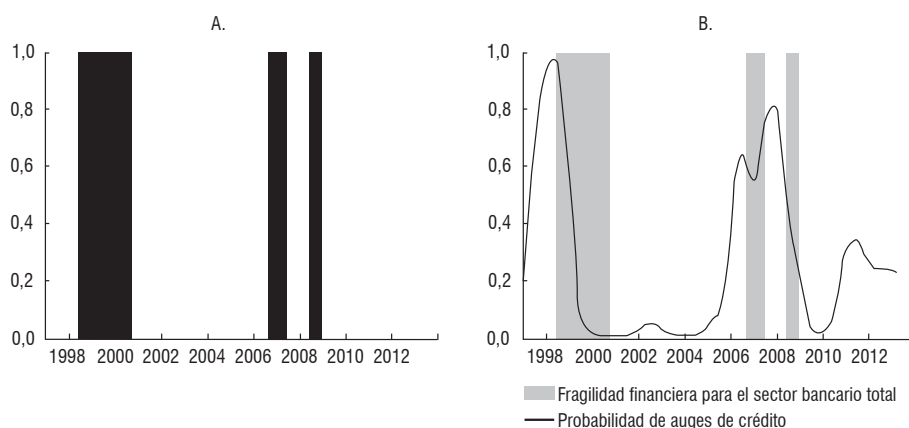 A.
1,0
0,8
0,6
0,4
0,2
0,0
1998 2000 2002 2004 2006 2008 2010 2012
B.
1,0
0,8
0,6
0,4
0,2
0,0
1998 2000 2002 2004 2006 2008 2010 2012
Fragilidad financiera para el sector bancario total
Probabilidad de auges de crédito